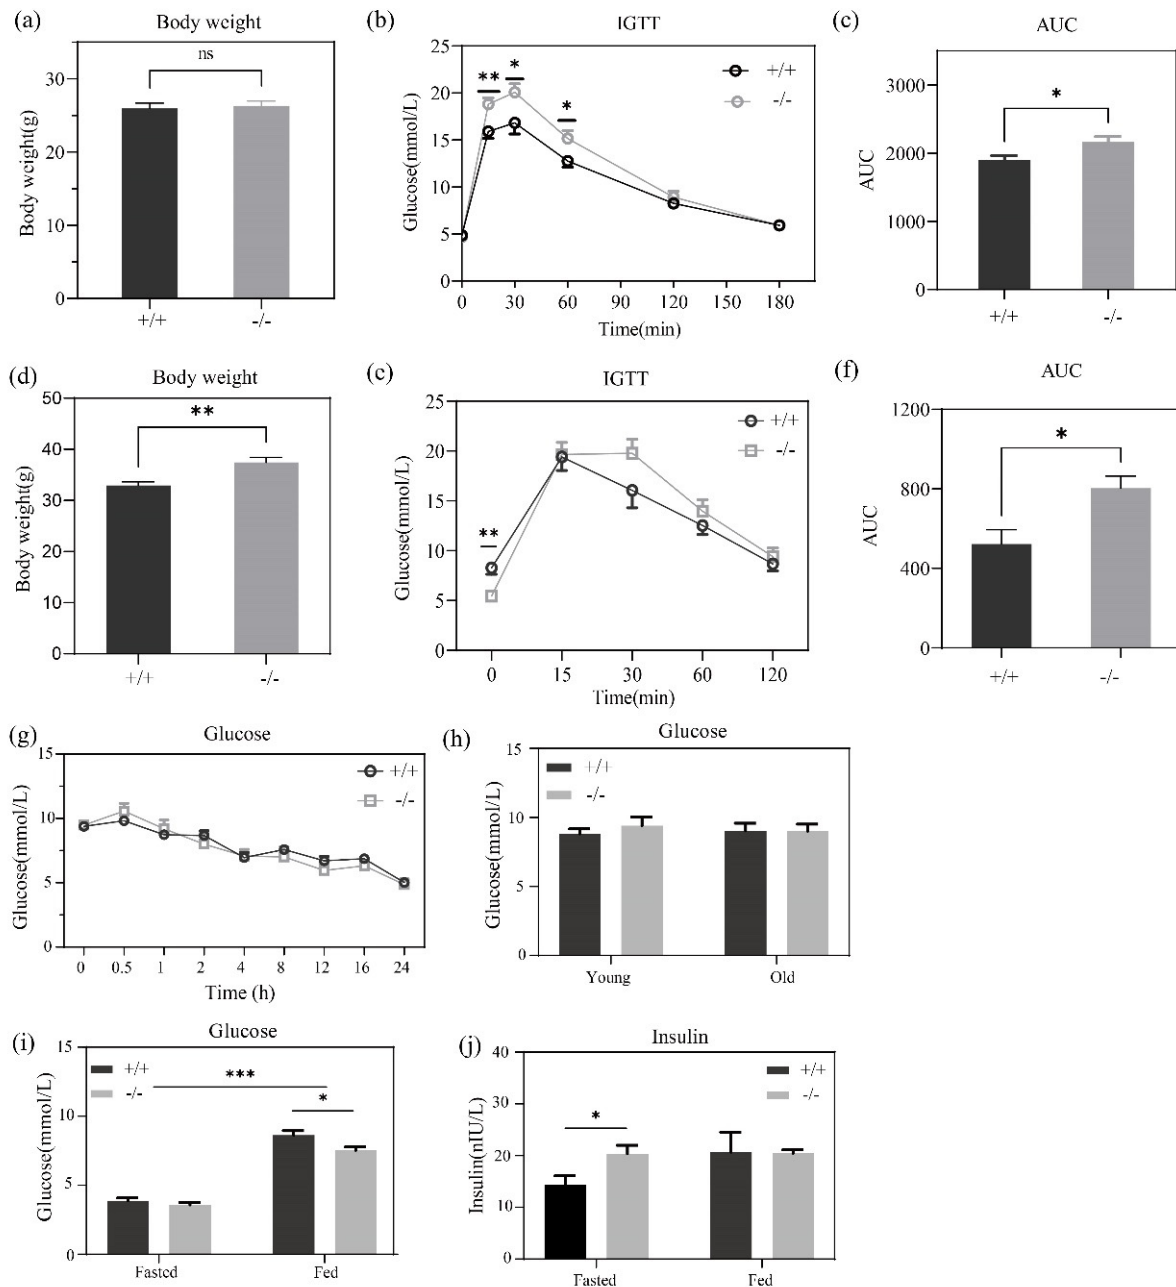 (a)
Body weight
ns
Body weight(g)
30
20
10
0
+/+
-/-
(b)
IGTT
Glucose(mmol/L)
25
20
15
10
5
0
**
*
*
+/+
-/-
0 30 60 90 120 150 180
Time(min)
(c)
AUC
AUC
3000
2000
1000
0
*
+/+
-/-
(d)
Body weight
Body weight(g)
50
40
30
20
10
0
**
+/+
-/-
(c)
IGTT
Glucose(mmol/L)
25
20
15
10
5
0
**
+/+
-/-
0 15 30 60 120
Time(min)
(f)
AUC
AUC
1200
800
400
0
*
+/+
-/-
(g)
Glucose
Glucose(mmol/L)
15
10
5
0
+/+
-/-
0 0.5 1 2 4 8 12 16 24
Time (h)
(h)
Glucose
Glucose(mmol/L)
15
10
5
0
+/+
-/-
Young Old
(i)
Glucose
Glucose(mmol/L)
15
10
5
0
+/+
-/-
***
*
Fasted Fed
(j)
Insulin
Insulin(nIU/L)
40
30
20
10
0
+/+
-/-
*
Fasted Fed